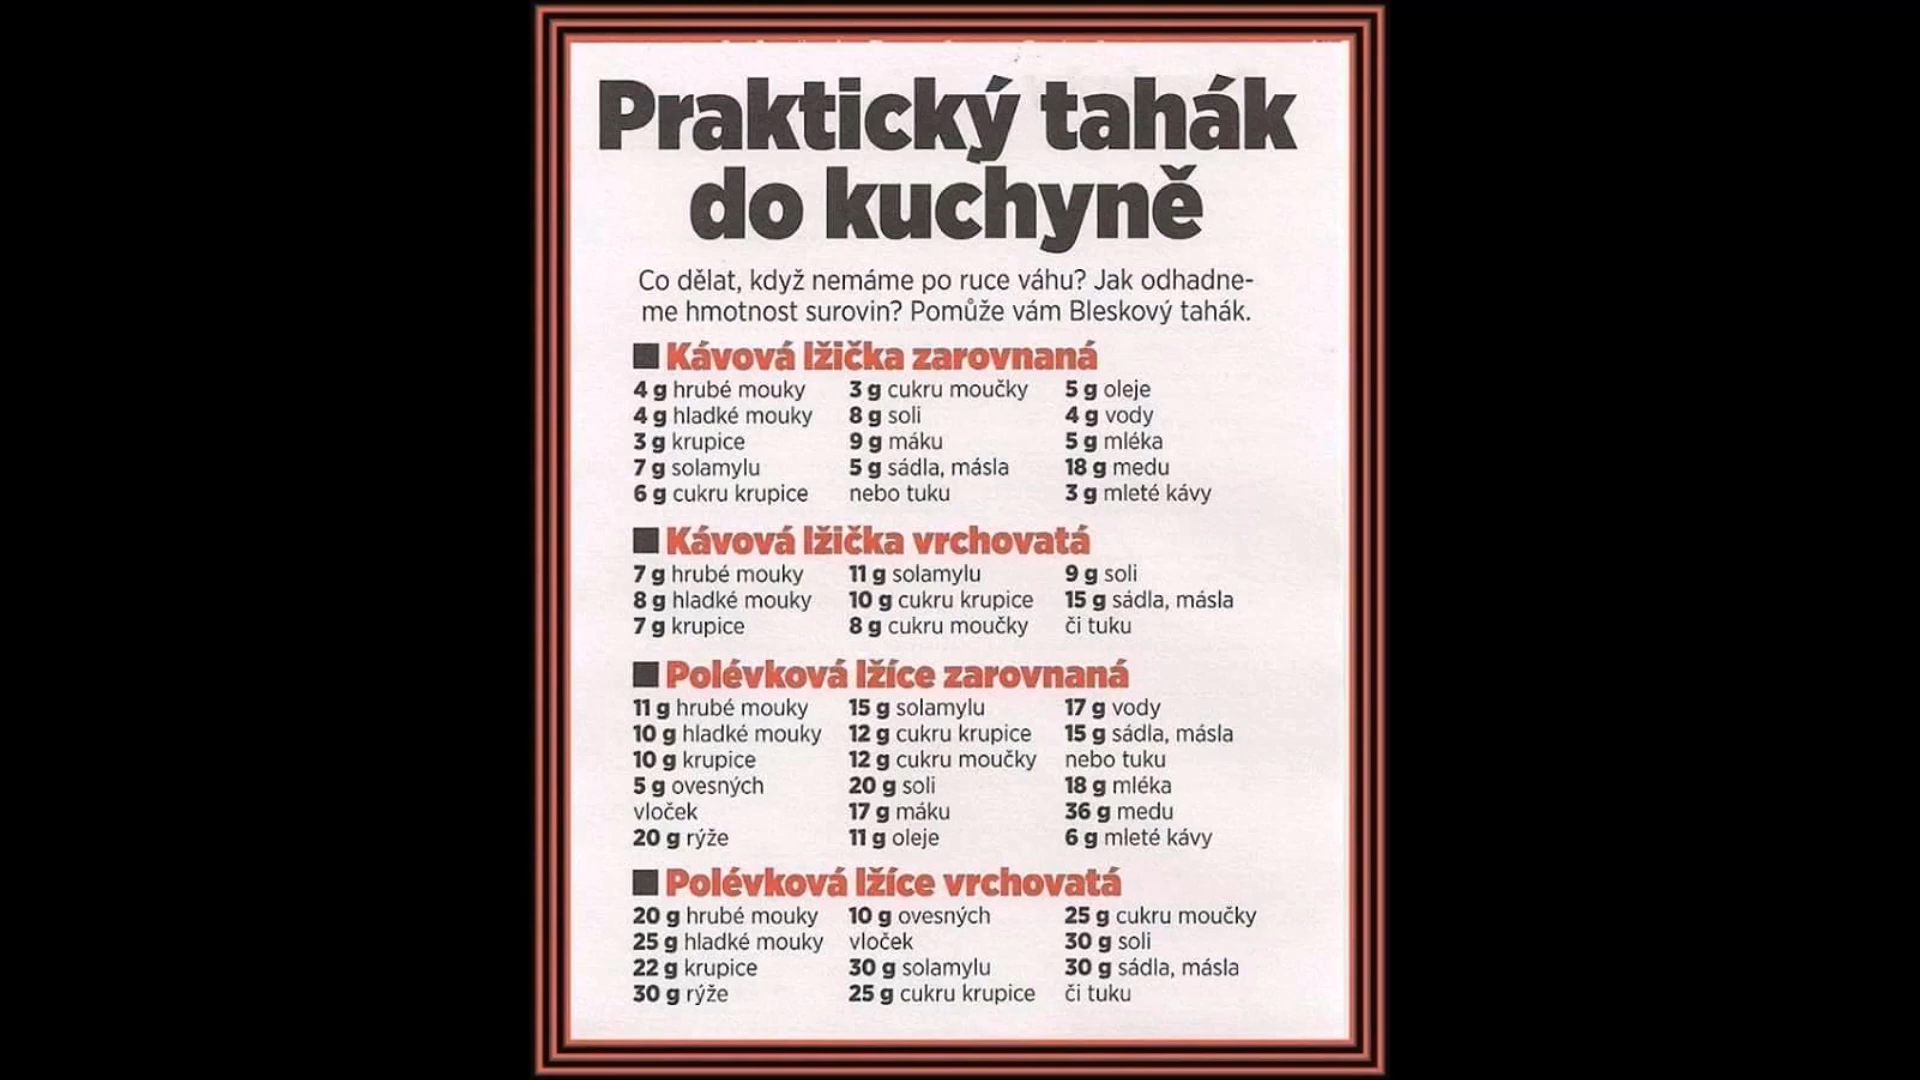 Praktický tahák
do kuchyně
Co dělat, když nemáme po ruce váhu? Jak odhadne-
me hmotnost surovin? Pomůže vám Bleskový tahák.
Kávová lžička zarovnaná
4 g hrubé mouky
4 g hladké mouky
3 g krupice
7 g solamylu
6 g cukru krupice
3 g cukru moučky
8 g soli
9 g máku
5 g sádla, másla
nebo tuku
5 g oleje
4 g vody
5 g mléka
18 g medu
3 g mleté kávy
Kávová lžička vrchovatá
7 g hrubé mouky
8 g hladké mouky
7 g krupice
11 g solamylu
10 g cukru krupice
8 g cukru moučky
9 g soli
15 g sádla, másla
či tuku
Polévková lžíce zarovnaná
11 g hrubé mouky
10 g hladké mouky
10 g krupice
5 g ovesných
vloček
20 g rýže
15 g solamylu
12 g cukru krupice
12 g cukru moučky
20 g soli
17 g máku
11 g oleje
17 g vody
15 g sádla, másla
nebo tuku
18 g mléka
36 g medu
6 g mleté kávy
Polévková lžíce vrchovatá
20 g hrubé mouky
25 g hladké mouky
22 g krupice
30 g rýže
10 g ovesných
vloček
30 g solamylu
25 g cukru krupice
25 g cukru moučky
30 g soli
30 g sádla, másla
či tuku